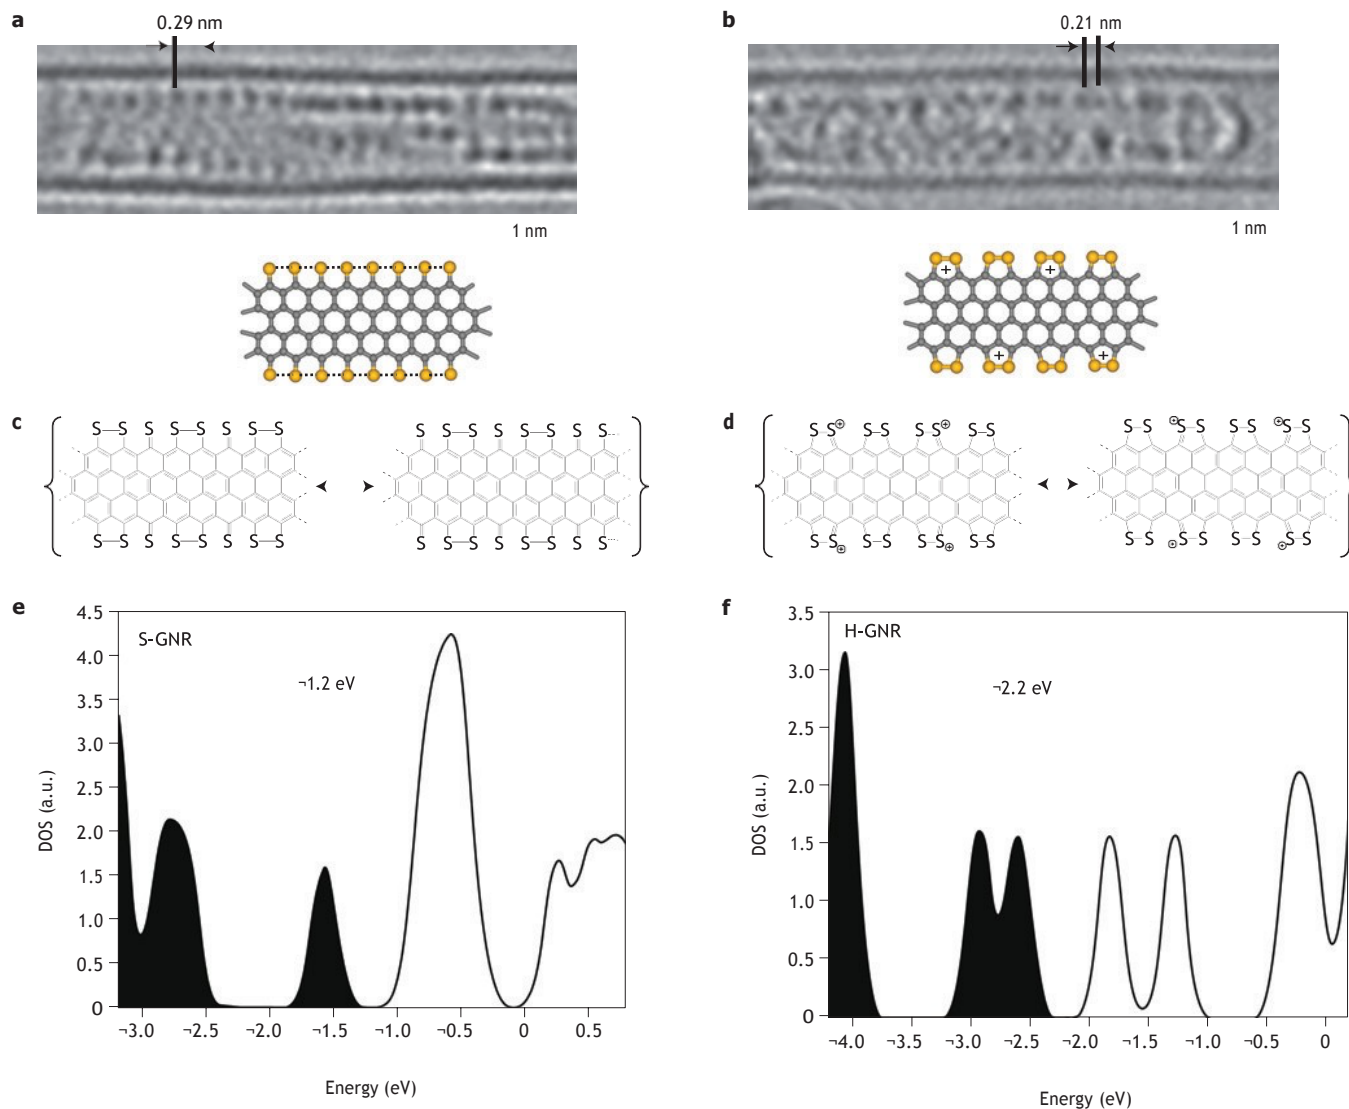 a
0.29 nm
1 nm
b
0.21 nm
1 nm
+ +
+ +
c
S—S S S—S S S—S
S—S S S—S S S—S
S S—S S S—S S S
S S—S S S—S S S
d
S–S⊕ S–S S–S⊕ S–S
S–S⊕ S–S S–S⊕ S–S
S–S ⊕S–S S–S ⊕S–S
S–S ⊕S–S S–S ⊕S–S
e
S-GNR
¬1.2 eV
DOS (a.u.)
4.5
4.0
3.5
3.0
2.5
2.0
1.5
1.0
0.5
0
¬3.0 ¬2.5 ¬2.0 ¬1.5 ¬1.0 ¬0.5 0 0.5
Energy (eV)
f
H-GNR
¬2.2 eV
DOS (a.u.)
3.5
3.0
2.5
2.0
1.5
1.0
0.5
0
¬4.0 ¬3.5 ¬3.0 ¬2.5 ¬2.0 ¬1.5 ¬1.0 ¬0.5 0
Energy (eV)